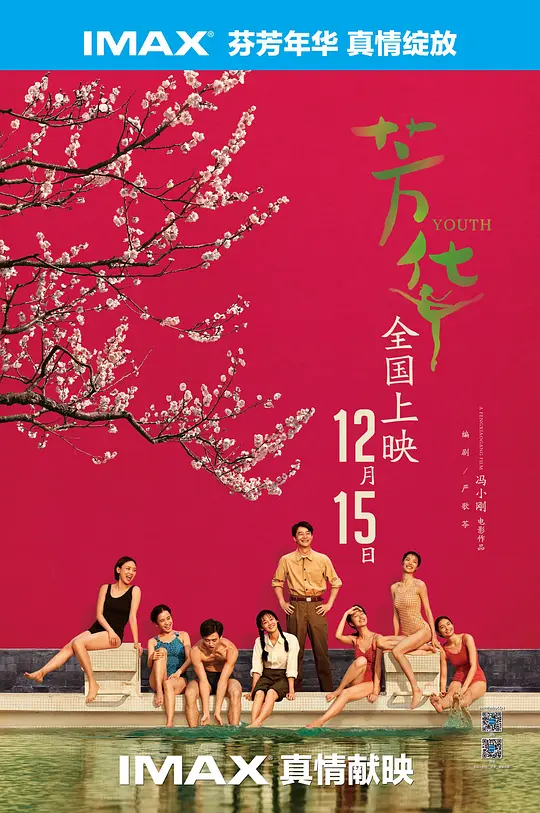 IMAX® 芬芳年华 真情绽放
芳华
YOUTH
全国上映
12月15日
A FENG XIAOGANG FILM
冯小刚 电影作品
编剧 / 严歌苓
IMAX® 真情献映